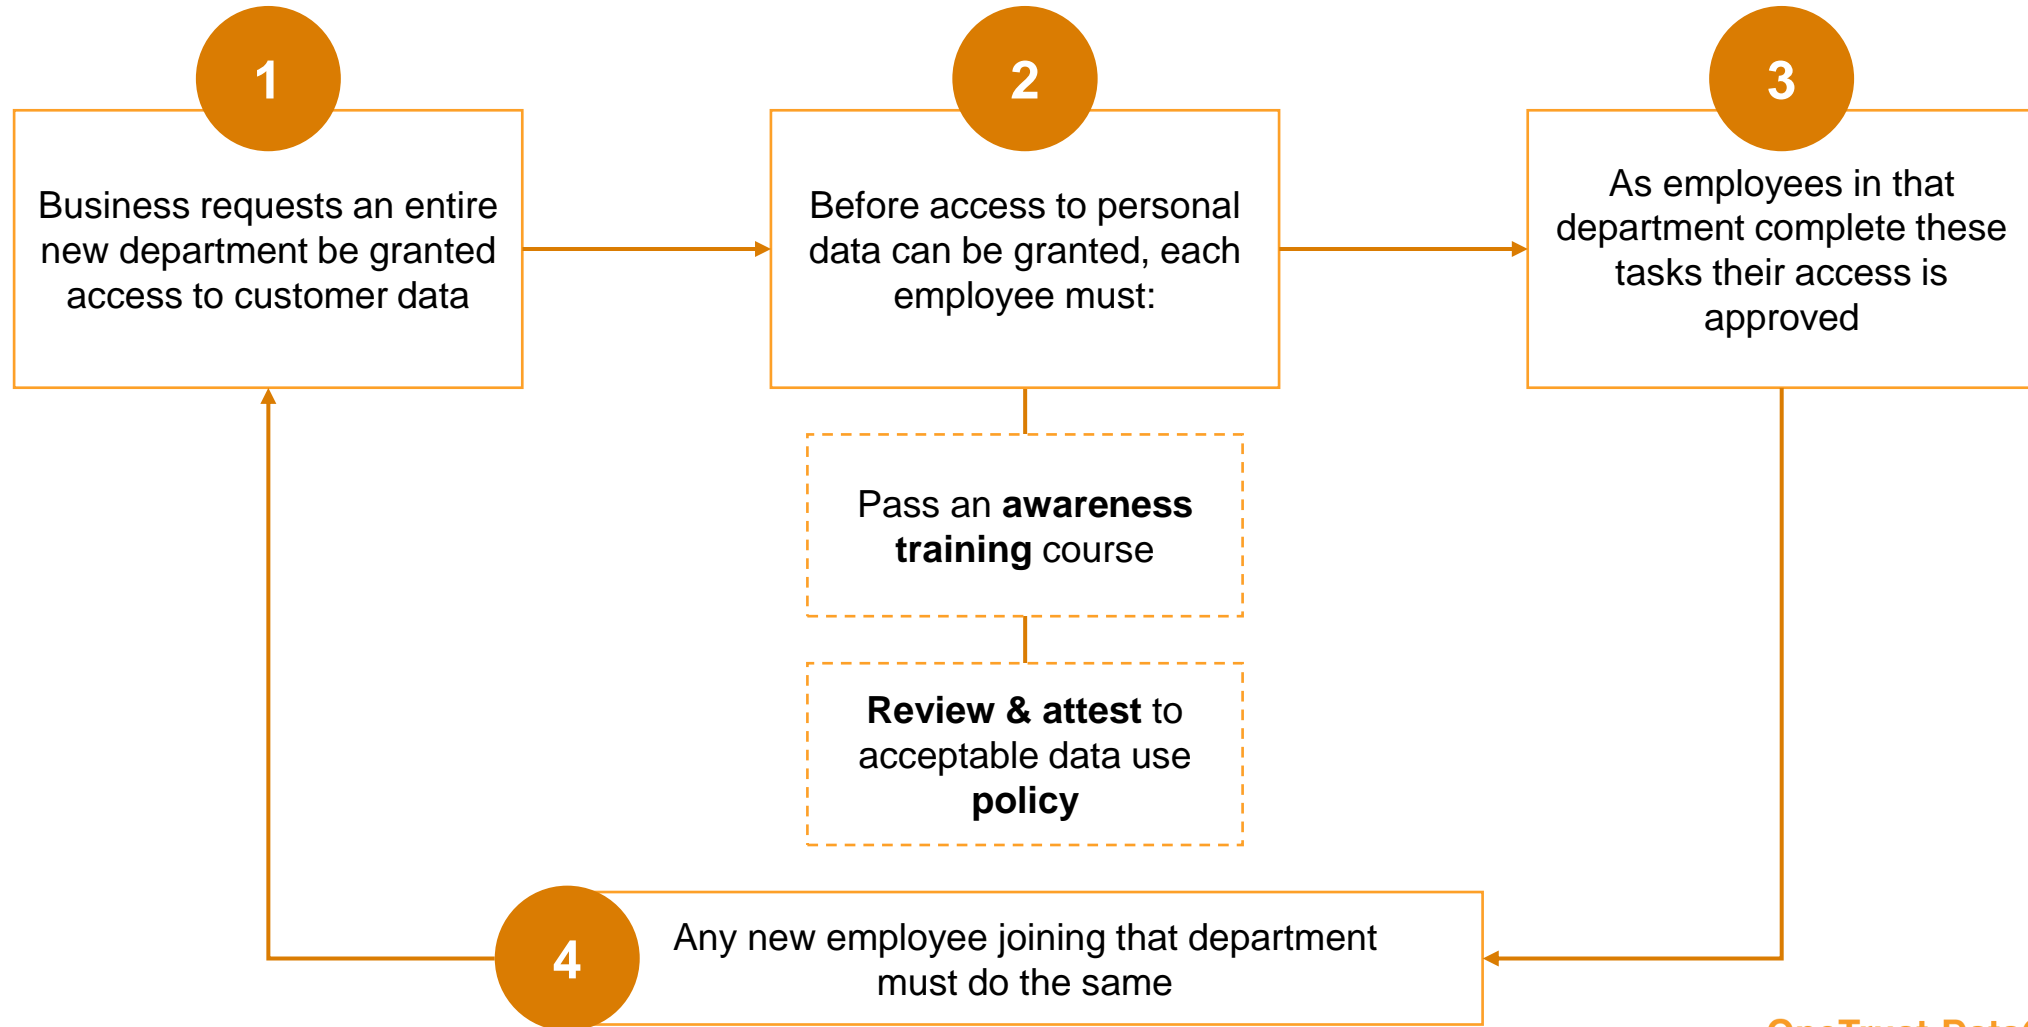 1
Business requests an entire
new department be granted
access to customer data
2
Before access to personal
data can be granted, each
employee must:
Pass an awareness
training course
Review & attest to
acceptable data use
policy
3
As employees in that
department complete these
tasks their access is
approved
4
Any new employee joining that department
must do the same